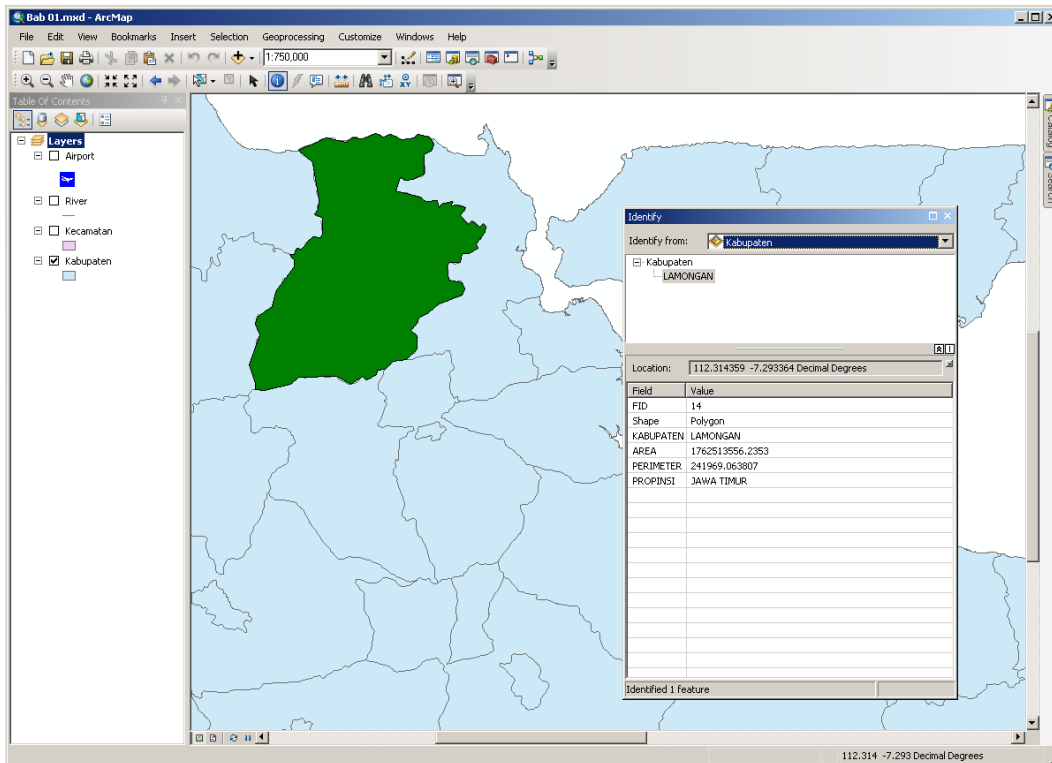 Bab 01.mxd - ArcMap
File Edit View Bookmarks Insert Selection Geoprocessing Customize Windows Help
1:750,000
Table Of Contents
Layers
Airport
River
Kecamatan
Kabupaten
Catalog
Search
Identify
Identify from: Kabupaten
Kabupaten
LAMONGAN
Location: 112.314359 -7.293364 Decimal Degrees
Field Value
FID 14
Shape Polygon
KABUPATEN LAMONGAN
AREA 1762513556.2353
PERIMETER 241969.063807
PROPINSI JAWA TIMUR
Identified 1 feature
112.314 -7.293 Decimal Degrees